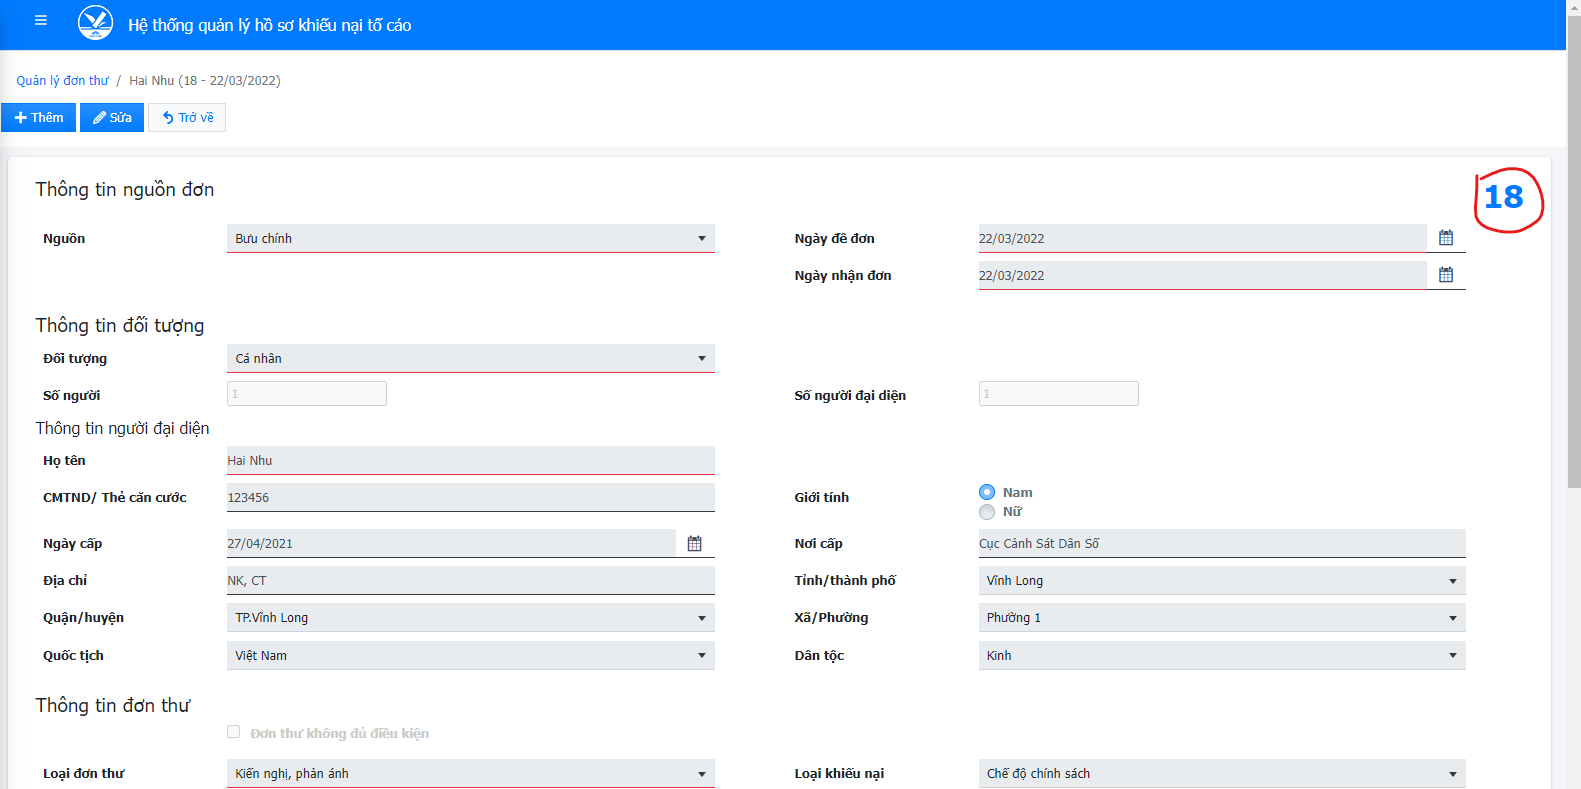 Hệ thống quản lý hồ sơ khiếu nại tố cáo
Quản lý đơn thư / Hai Nhu (18 - 22/03/2022)
Thêm Sửa Trở về
Thông tin nguồn đơn 18
Nguồn Bưu chính Ngày đề đơn 22/03/2022
Ngày nhận đơn 22/03/2022
Thông tin đối tượng
Đối tượng Cá nhân
Số người 1 Số người đại diện 1
Thông tin người đại diện
Họ tên Hai Nhu
CMTND/ Thẻ căn cước 123456 Giới tính Nam
Nữ
Ngày cấp 27/04/2021 Nơi cấp Cục Cảnh Sát Dân Số
Địa chỉ NK, CT Tỉnh/thành phố Vĩnh Long
Quận/huyện TP.Vĩnh Long Xã/Phường Phường 1
Quốc tịch Việt Nam Dân tộc Kinh
Thông tin đơn thư
Đơn thư không đủ điều kiện
Loại đơn thư Kiến nghị, phản ánh Loại khiếu nại Chế độ chính sách